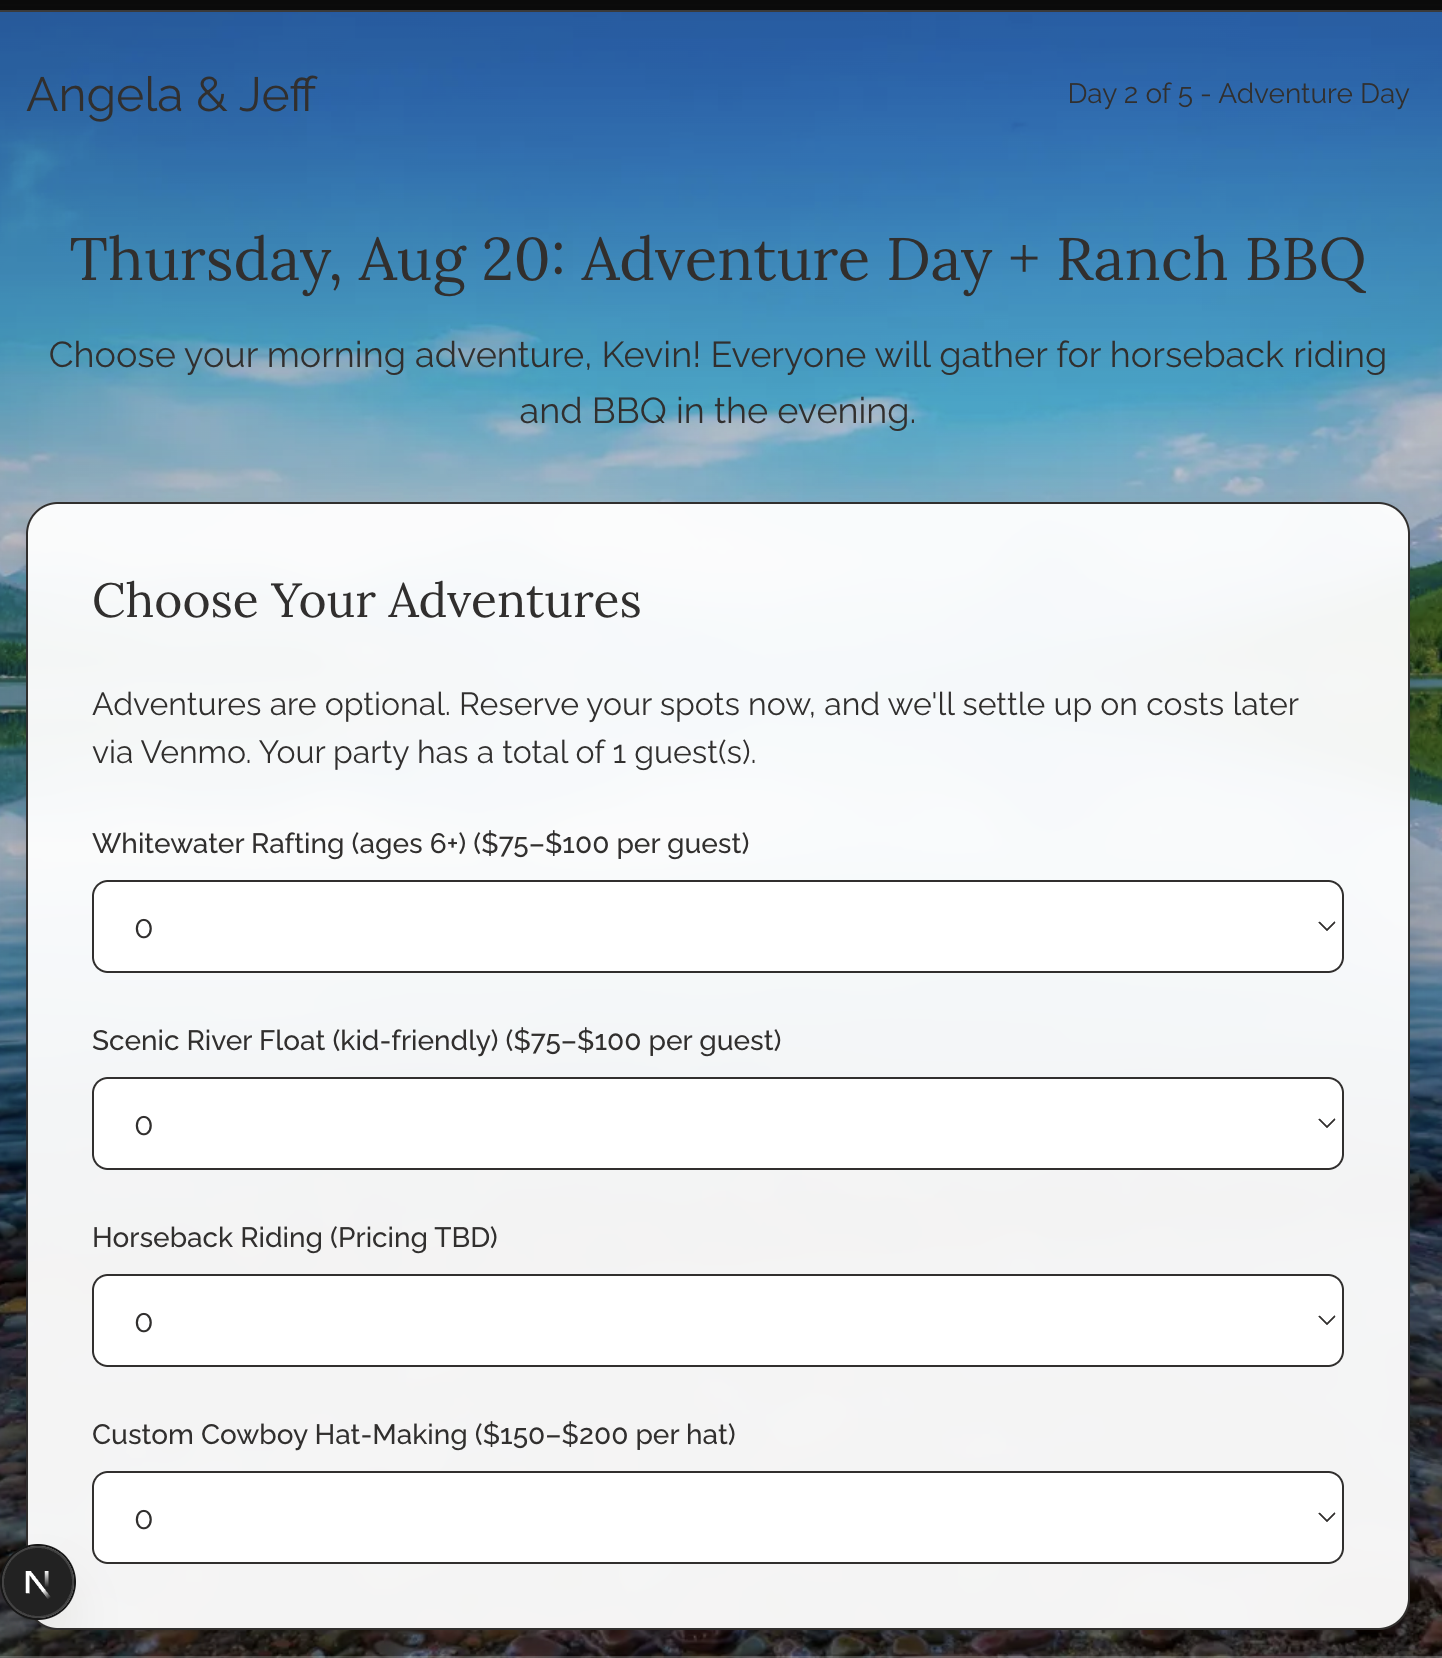 Angela & Jeff
Day 2 of 5 - Adventure Day
Thursday, Aug 20: Adventure Day + Ranch BBQ
Choose your morning adventure, Kevin! Everyone will gather for horseback riding
and BBQ in the evening.
Choose Your Adventures
Adventures are optional. Reserve your spots now, and we'll settle up on costs later
via Venmo. Your party has a total of 1 guest(s).
Whitewater Rafting (ages 6+) ($75–$100 per guest)
0
Scenic River Float (kid-friendly) ($75–$100 per guest)
0
Horseback Riding (Pricing TBD)
0
Custom Cowboy Hat-Making ($150–$200 per hat)
0
N